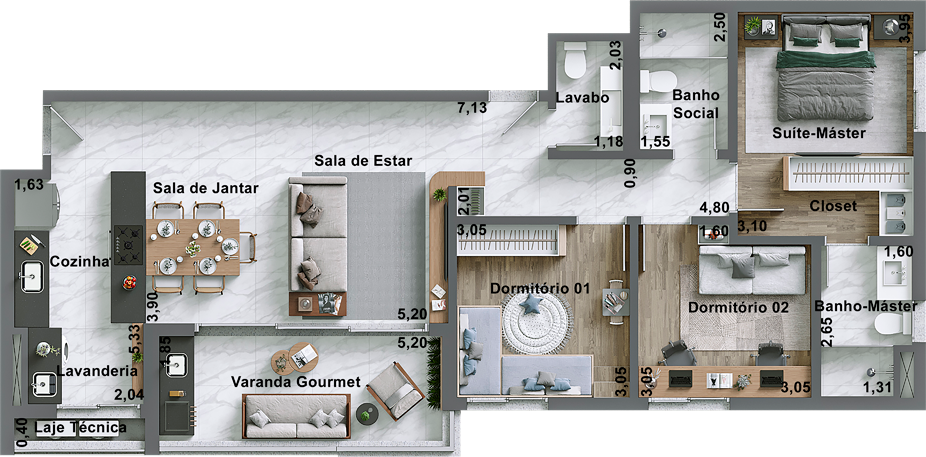 2,50
3,95
2,03
Lavabo
Banho
Social
7,13
1,18
1,55
Suíte-Máster
Sala de Estar
0,90
1,63
Sala de Jantar
2,01
4,80
Closet
3,05
1,60
3,10
Cozinha
1,60
Dormitório 01
Dormitório 02
Banho-Máster
3,90
5,20
5,33
5,20
2,65
Lavanderia
Varanda Gourmet
3,05
3,05
3,05
1,31
2,04
0,40
Laje Técnica